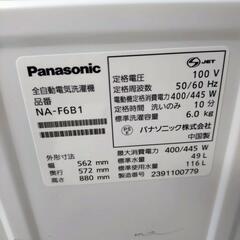 Panasonic
JET
全自動電気洗濯機
品番
NA-F6B1
定格電圧 100 V
定格周波数 50/60 Hz
電動機定格消費電力 400/445 W
定格時間 洗いのみ 10 分
標準洗濯容量 6.0 kg
パナソニック株式会社
中国製
外形寸法
幅 562 mm
奥行 572 mm
高さ 880 mm
最大消費電力 400/445 W
標準水量 49 L
標準使用水量 116 L
製造番号 2391100779